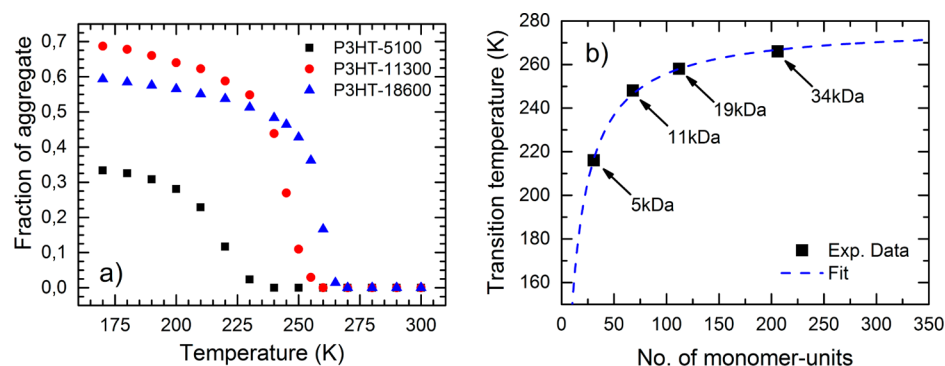 P3HT-5100
P3HT-11300
P3HT-18600
Fraction of aggregate
0,7
0,6
0,5
0,4
0,3
0,2
0,1
0,0
a)
175 200 225 250 275 300
Temperature (K)
b)
Transition temperature (K)
280
260
240
220
200
180
160
34kDa
19kDa
11kDa
5kDa
Exp. Data
Fit
0 50 100 150 200 250 300 350
No. of monomer-units